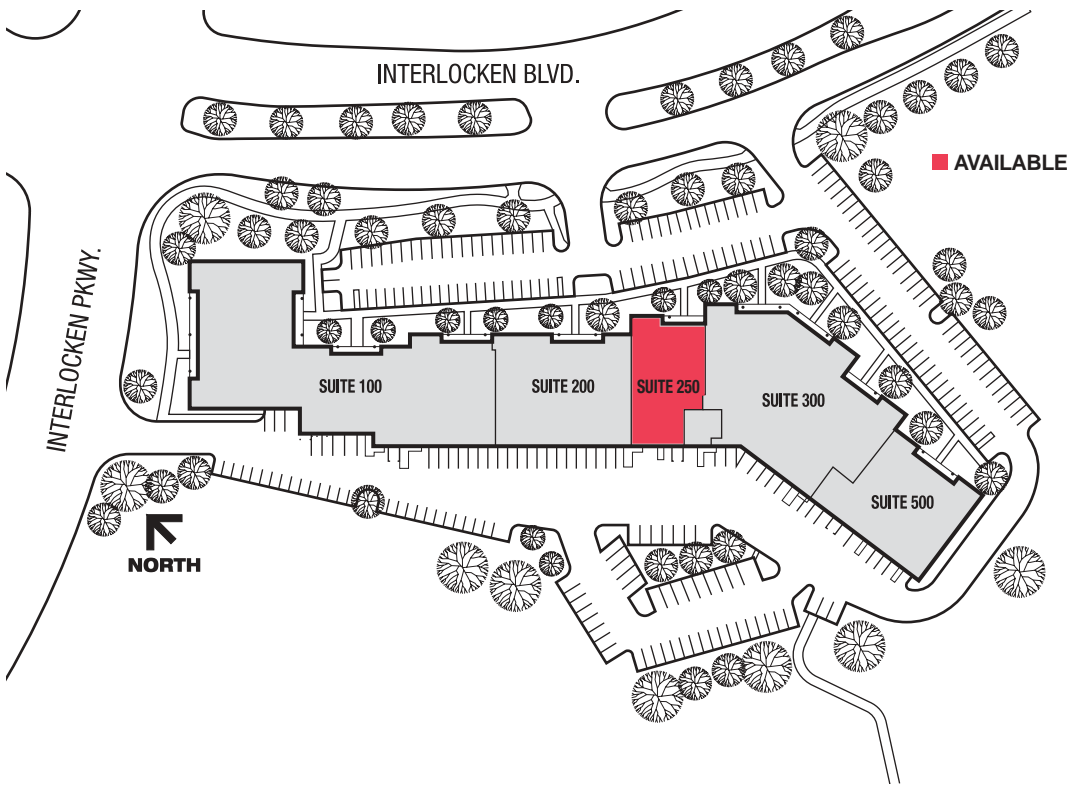 INTERLOCKEN BLVD.
AVAILABLE
INTERLOCKEN PKWY.
SUITE 100
SUITE 200
SUITE 250
SUITE 300
SUITE 500
NORTH